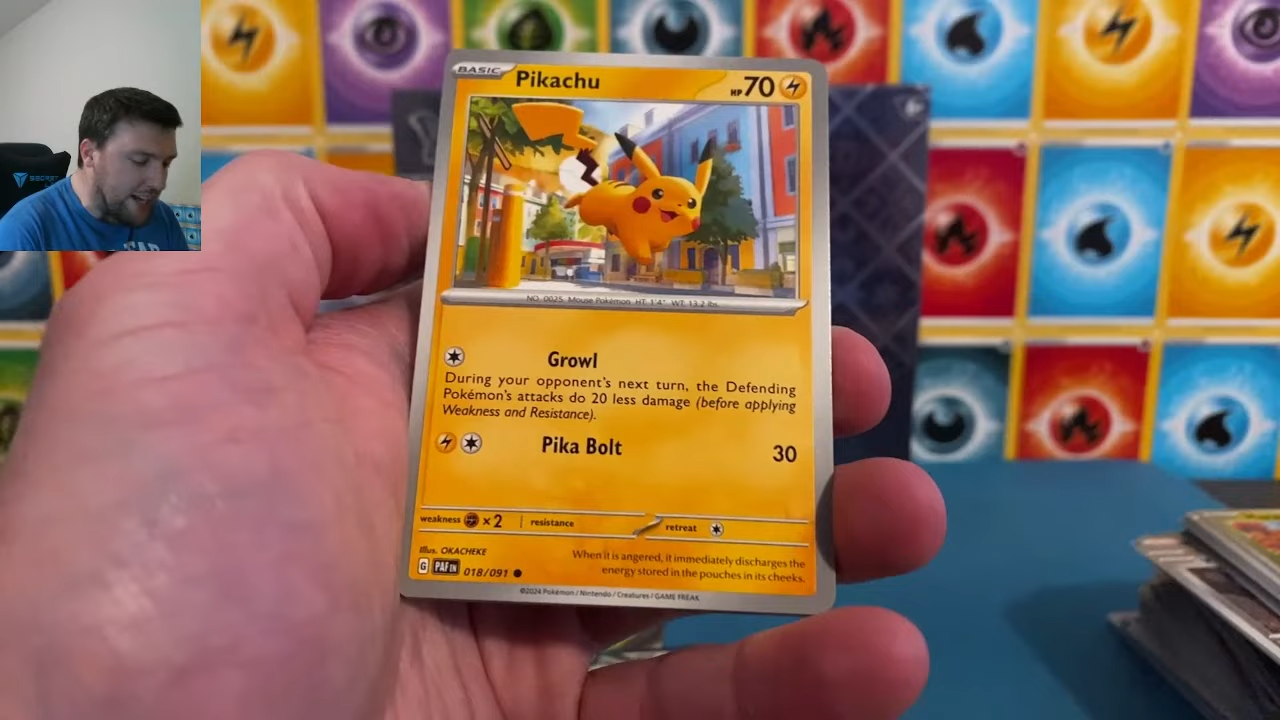 BASIC Pikachu HP 70
NO. 0025 Mouse Pokémon HT: 1'4" WT: 13.2 lbs.
Growl
During your opponent's next turn, the Defending
Pokémon's attacks do 20 less damage (before applying
Weakness and Resistance).
Pika Bolt 30
weakness ×2 resistance retreat
Illus. OKACHEKE
When it is angered, it immediately discharges the
energy stored in the pouches in its cheeks.
G PAF EN 018/091
©2024 Pokémon / Nintendo / Creatures / GAME FREAK